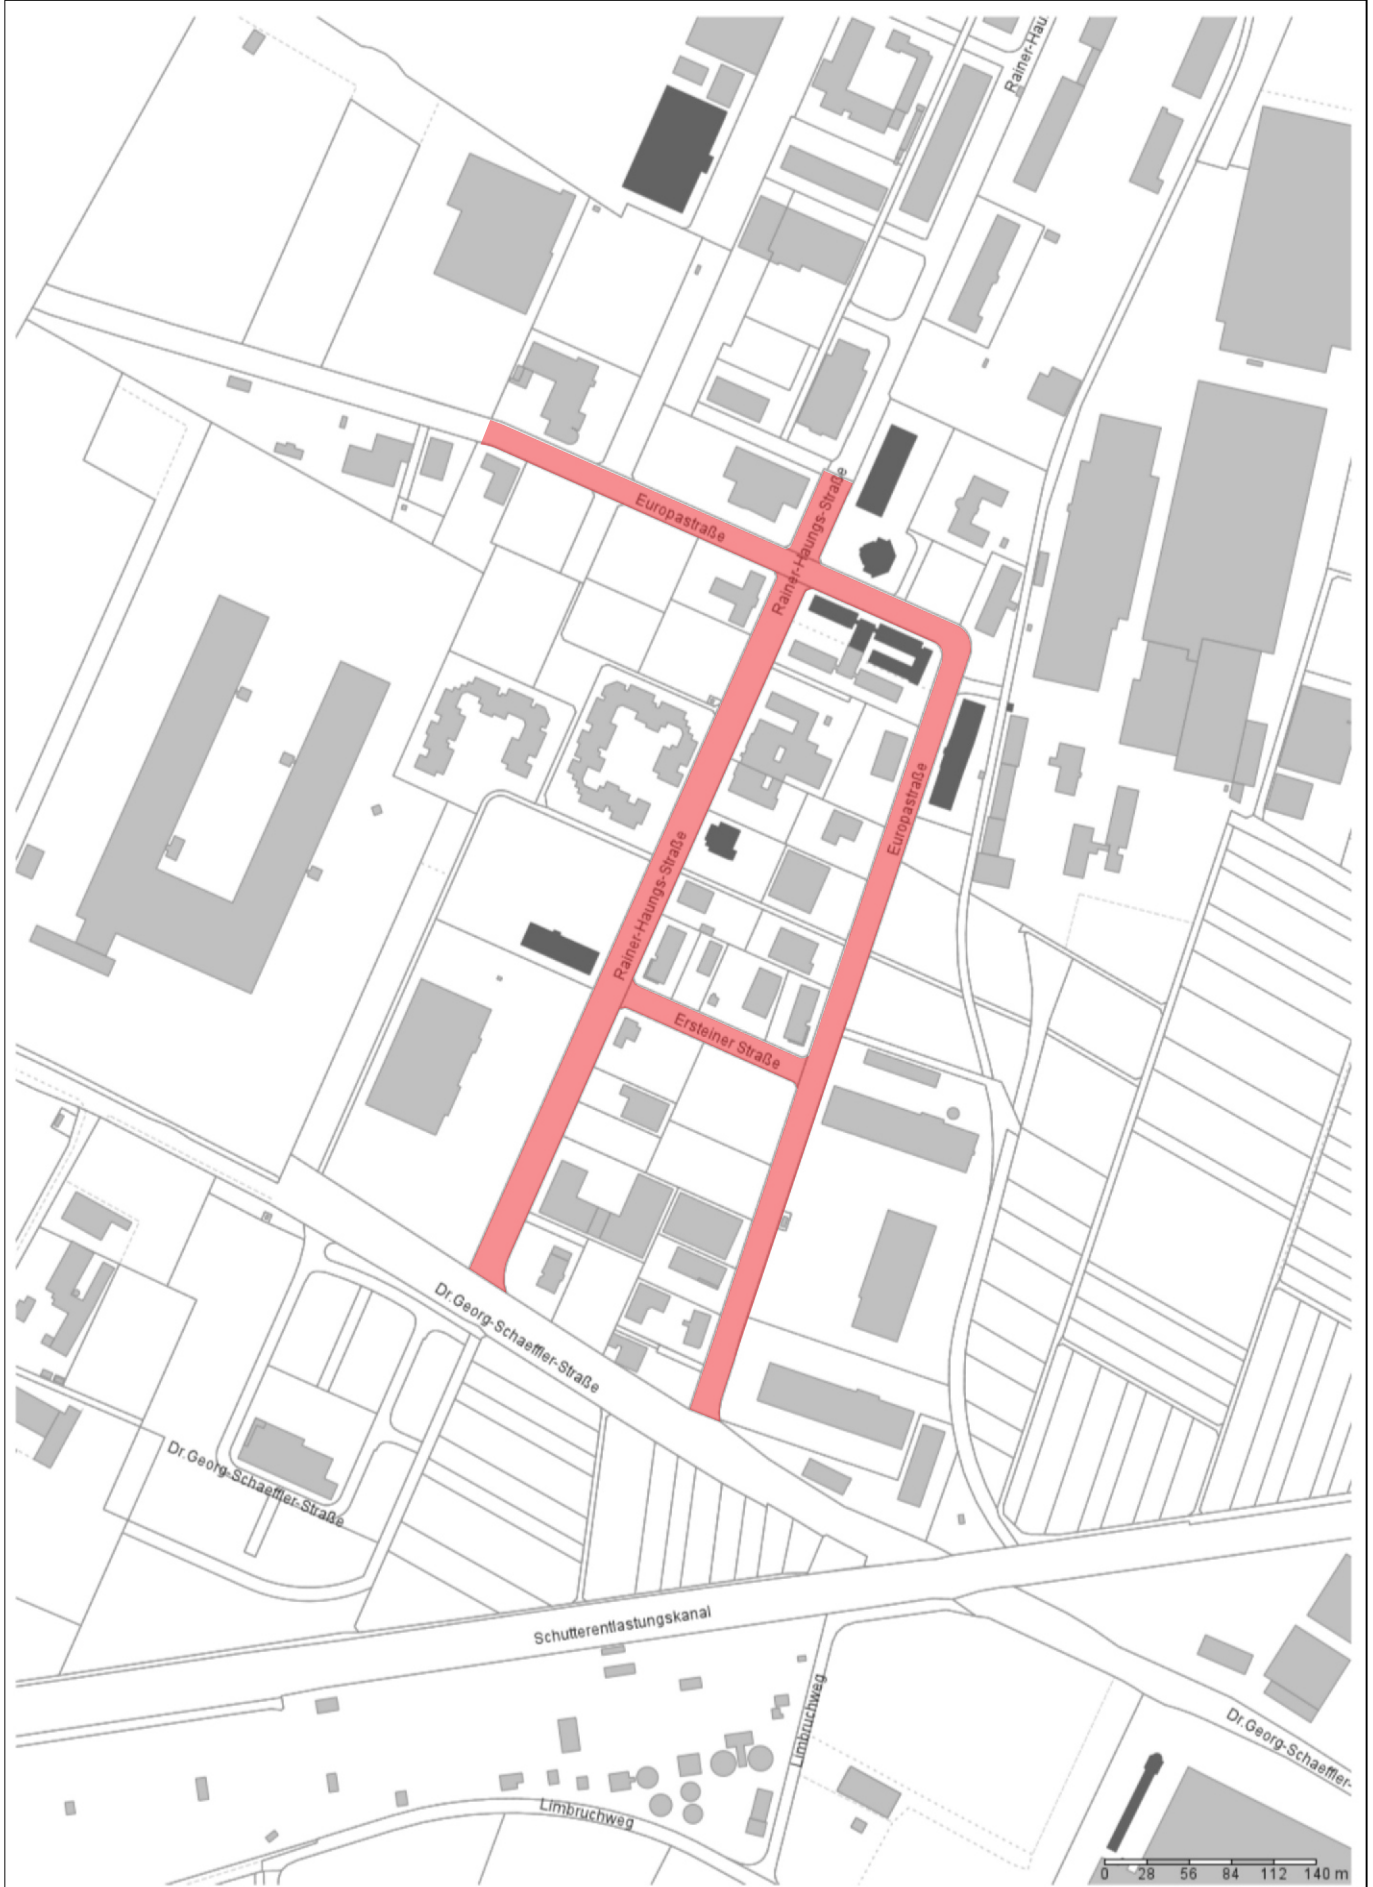 Rainer-Hau
Europastraße
Rainer-Haungs-Straße
Europastraße
Rainer-Haungs-Straße
Ersteiner Straße
Dr.Georg-Schaeffler-Straße
Dr.Georg-Schaeffler-Straße
Schutterentlastungskanal
Limbruchweg
Dr.Georg-Schaeffler-
Limbruchweg
0 28 56 84 112 140 m